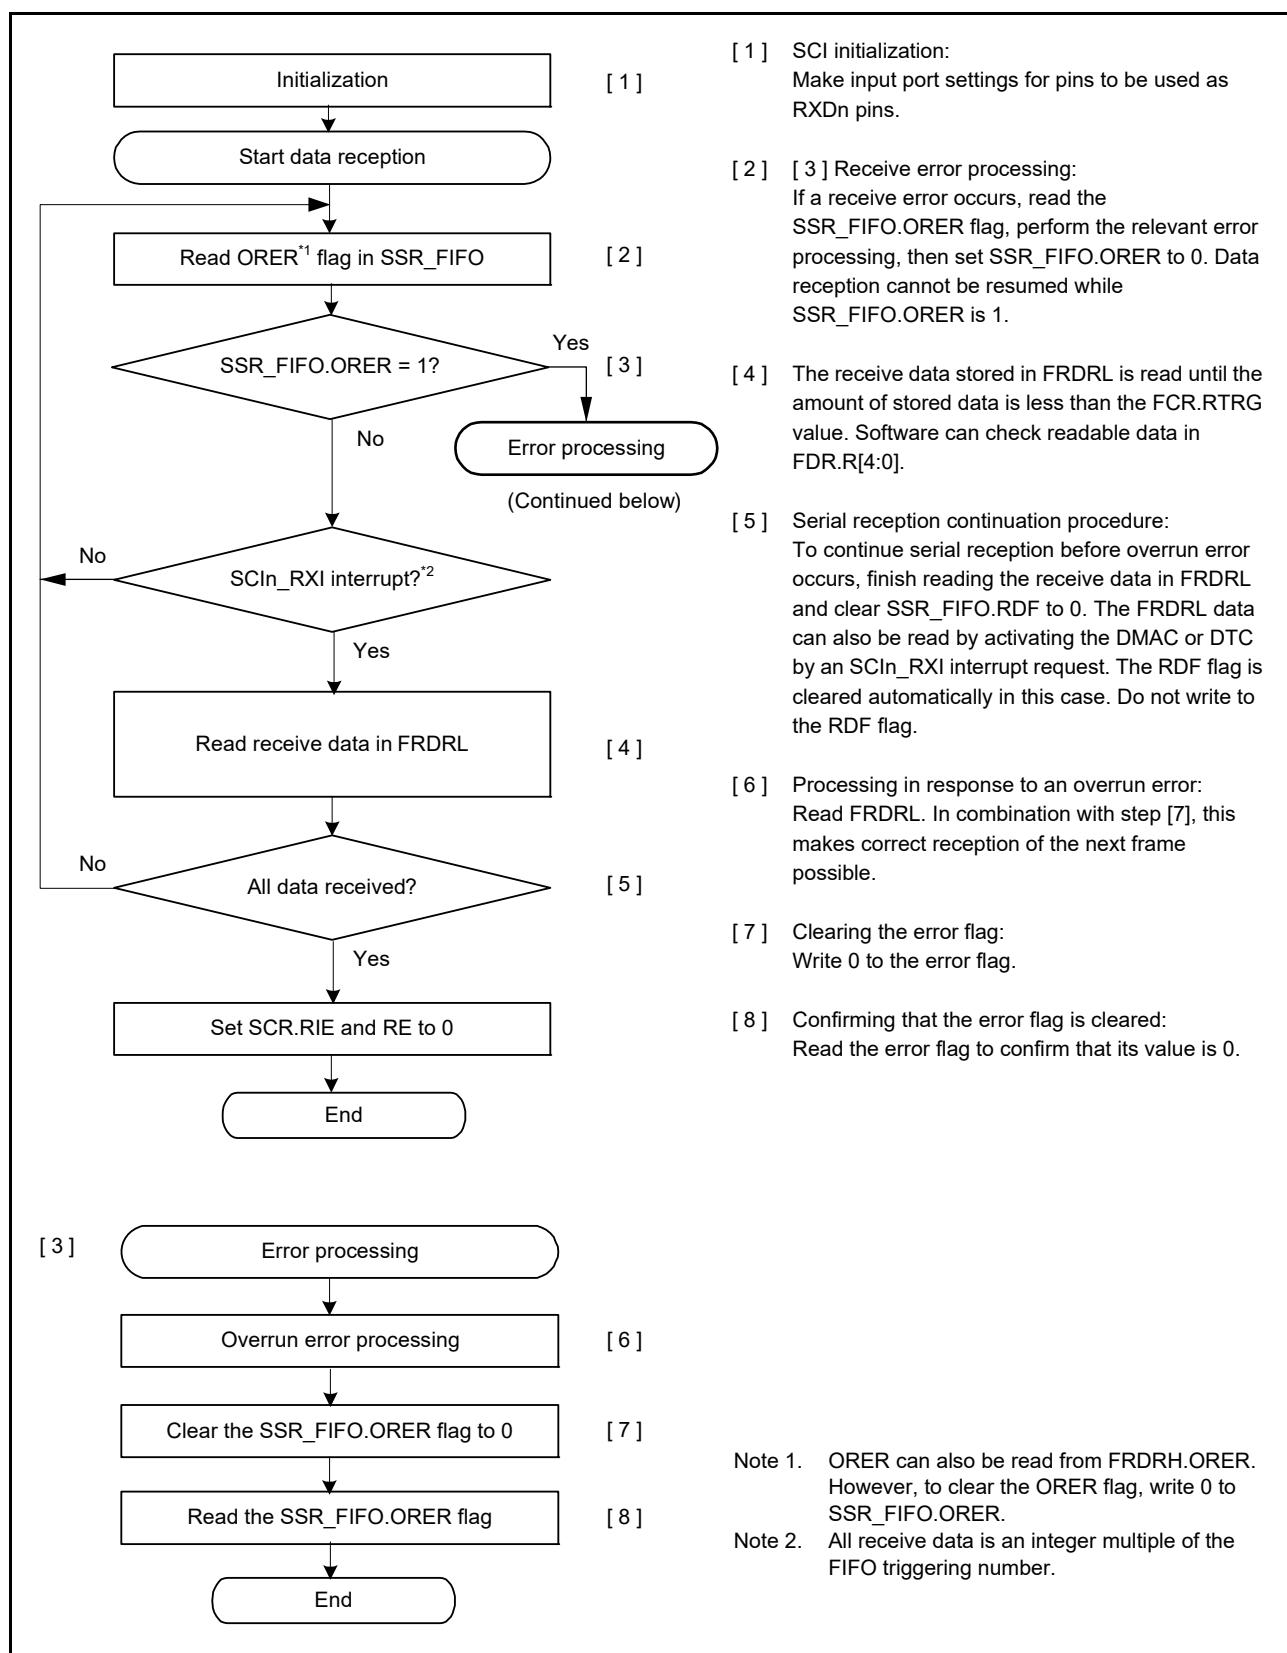 Initialization
[ 1 ]
Start data reception
Read ORER*1 flag in SSR_FIFO
[ 2 ]
SSR_FIFO.ORER = 1?
Yes
[ 3 ]
No
Error processing
(Continued below)
No
SCIn_RXI interrupt?*2
Yes
Read receive data in FRDRL
[ 4 ]
No
All data received?
[ 5 ]
Yes
Set SCR.RIE and RE to 0
End
[ 1 ] SCI initialization:
Make input port settings for pins to be used as
RXDn pins.
[ 2 ] [ 3 ] Receive error processing:
If a receive error occurs, read the
SSR_FIFO.ORER flag, perform the relevant error
processing, then set SSR_FIFO.ORER to 0. Data
reception cannot be resumed while
SSR_FIFO.ORER is 1.
[ 4 ] The receive data stored in FRDRL is read until the
amount of stored data is less than the FCR.RTRG
value. Software can check readable data in
FDR.R[4:0].
[ 5 ] Serial reception continuation procedure:
To continue serial reception before overrun error
occurs, finish reading the receive data in FRDRL
and clear SSR_FIFO.RDF to 0. The FRDRL data
can also be read by activating the DMAC or DTC
by an SCIn_RXI interrupt request. The RDF flag is
cleared automatically in this case. Do not write to
the RDF flag.
[ 6 ] Processing in response to an overrun error:
Read FRDRL. In combination with step [7], this
makes correct reception of the next frame
possible.
[ 7 ] Clearing the error flag:
Write 0 to the error flag.
[ 8 ] Confirming that the error flag is cleared:
Read the error flag to confirm that its value is 0.
[ 3 ]
Error processing
Overrun error processing
[ 6 ]
Clear the SSR_FIFO.ORER flag to 0
[ 7 ]
Read the SSR_FIFO.ORER flag
[ 8 ]
End
Note 1. ORER can also be read from FRDRH.ORER.
However, to clear the ORER flag, write 0 to
SSR_FIFO.ORER.
Note 2. All receive data is an integer multiple of the
FIFO triggering number.